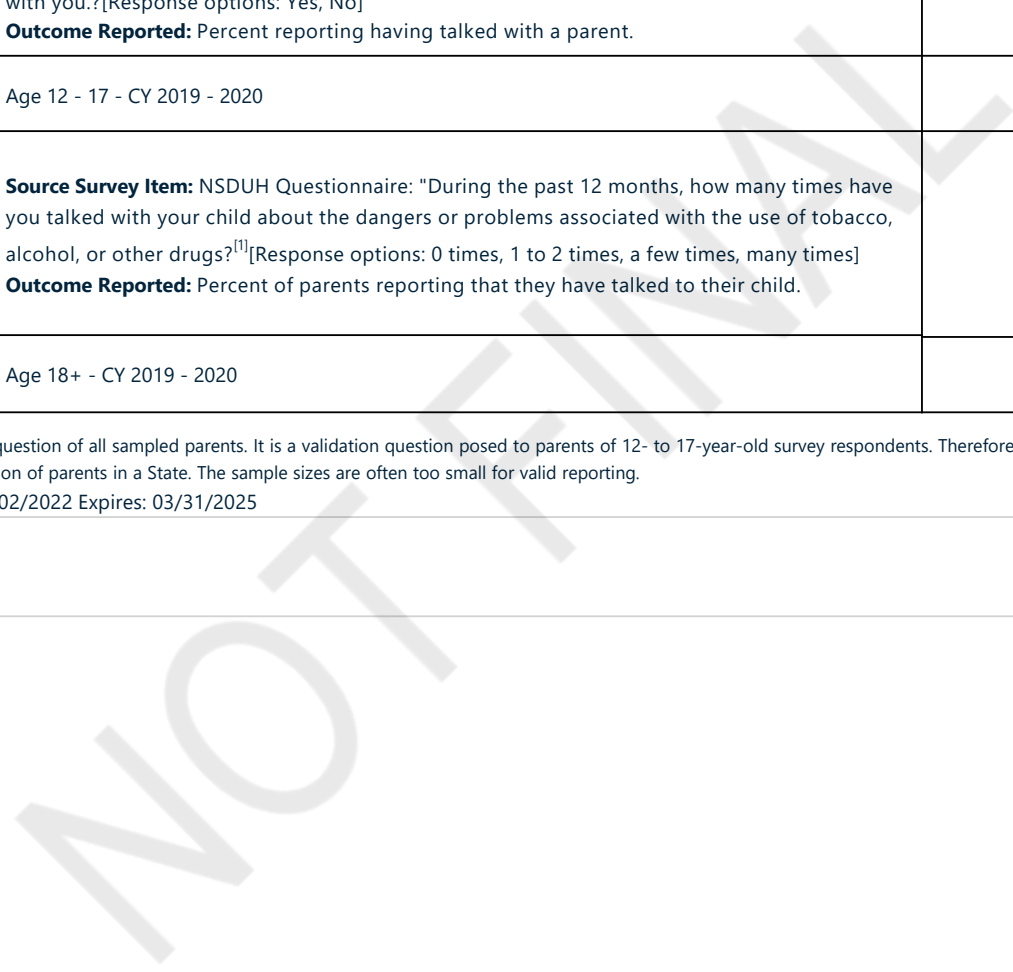 with you.?[Response options: Yes, No]
Outcome Reported: Percent reporting having talked with a parent.
Age 12 - 17 - CY 2019 - 2020
Source Survey Item: NSDUH Questionnaire: "During the past 12 months, how many times have
you talked with your child about the dangers or problems associated with the use of tobacco,
alcohol, or other drugs?[1][Response options: 0 times, 1 to 2 times, a few times, many times]
Outcome Reported: Percent of parents reporting that they have talked to their child.
Age 18+ - CY 2019 - 2020
question of all sampled parents. It is a validation question posed to parents of 12- to 17-year-old survey respondents. Therefore
of parents in a State. The sample sizes are often too small for valid reporting.
02/2022 Expires: 03/31/2025
NOT FINAL